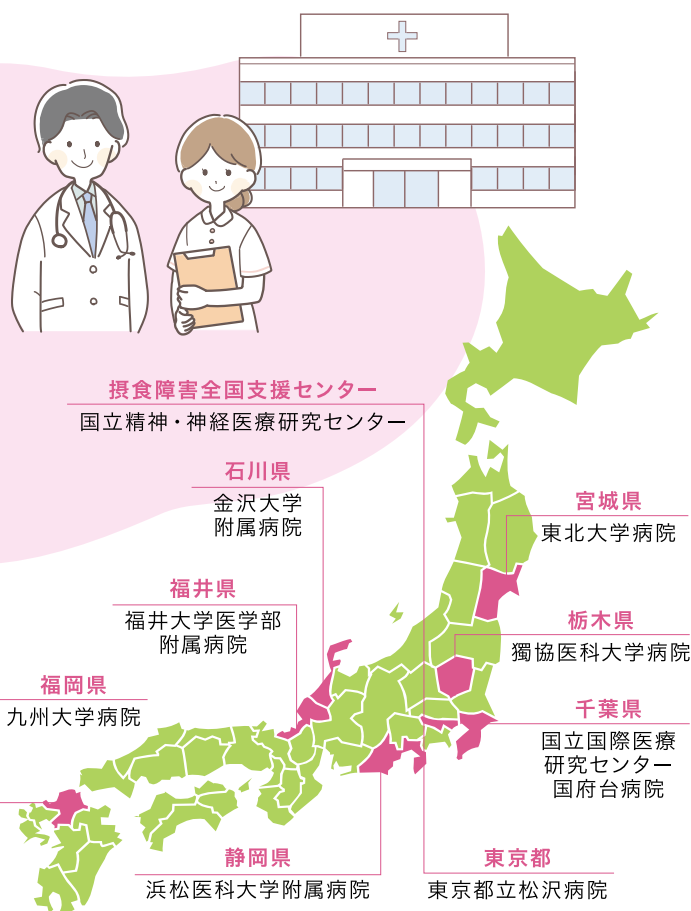 摂食障害全国支援センター
国立精神・神経医療研究センター
石川県
金沢大学
附属病院
宮城県
東北大学病院
福井県
福井大学医学部
附属病院
栃木県
獨協医科大学病院
福岡県
九州大学病院
千葉県
国立国際医療
研究センター
国府台病院
静岡県
浜松医科大学附属病院
東京都
東京都立松沢病院